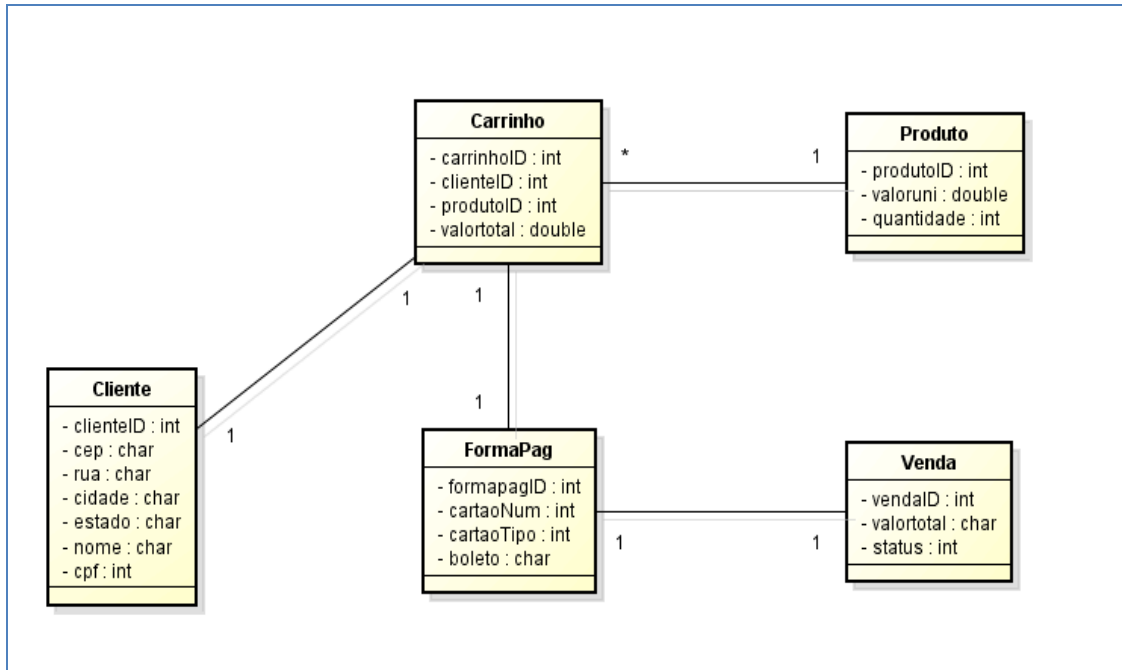 Carrinho
- carrinhoID : int
- clienteID : int
- produtoID : int
- valortotal : double
* 1
Produto
- produtoID : int
- valoruni : double
- quantidade : int
1 1
Cliente
- clienteID : int
- cep : char
- rua : char
- cidade : char
- estado : char
- nome : char
- cpf : int
1
1
FormaPag
- formapagID : int
- cartaoNum : int
- cartaoTipo : int
- boleto : char
1 1
Venda
- vendaID : int
- valortotal : char
- status : int